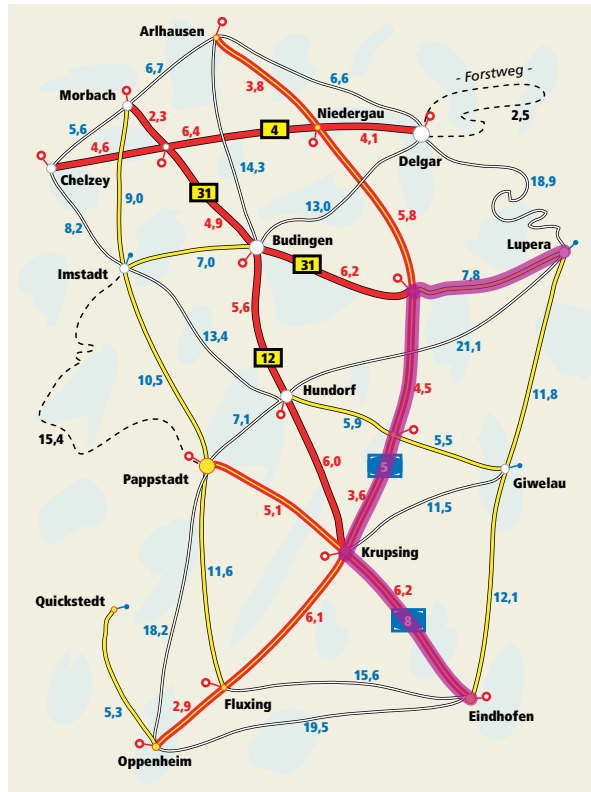 Arlhausen
6,7
6,6
- Forstweg -
3,8
Morbach
2,3
Niedergau
2,5
5,6
6,4
4
4,1
4,6
Delgar
Chelzey
14,3
18,9
31
9,0
13,0
4,9
5,8
8,2
Budingen
Lupera
7,0
31
Imstadt
6,2
7,8
5,6
13,4
21,1
12
10,5
Hundorf
4,5
11,8
7,1
5,9
15,4
5,5
6,0
5
Pappstadt
Giwelau
3,6
5,1
11,5
Krupsing
11,6
6,2
12,1
Quickstedt
6,1
8
18,2
15,6
2,9
Fluxing
5,3
Eindhofen
19,5
Oppenheim